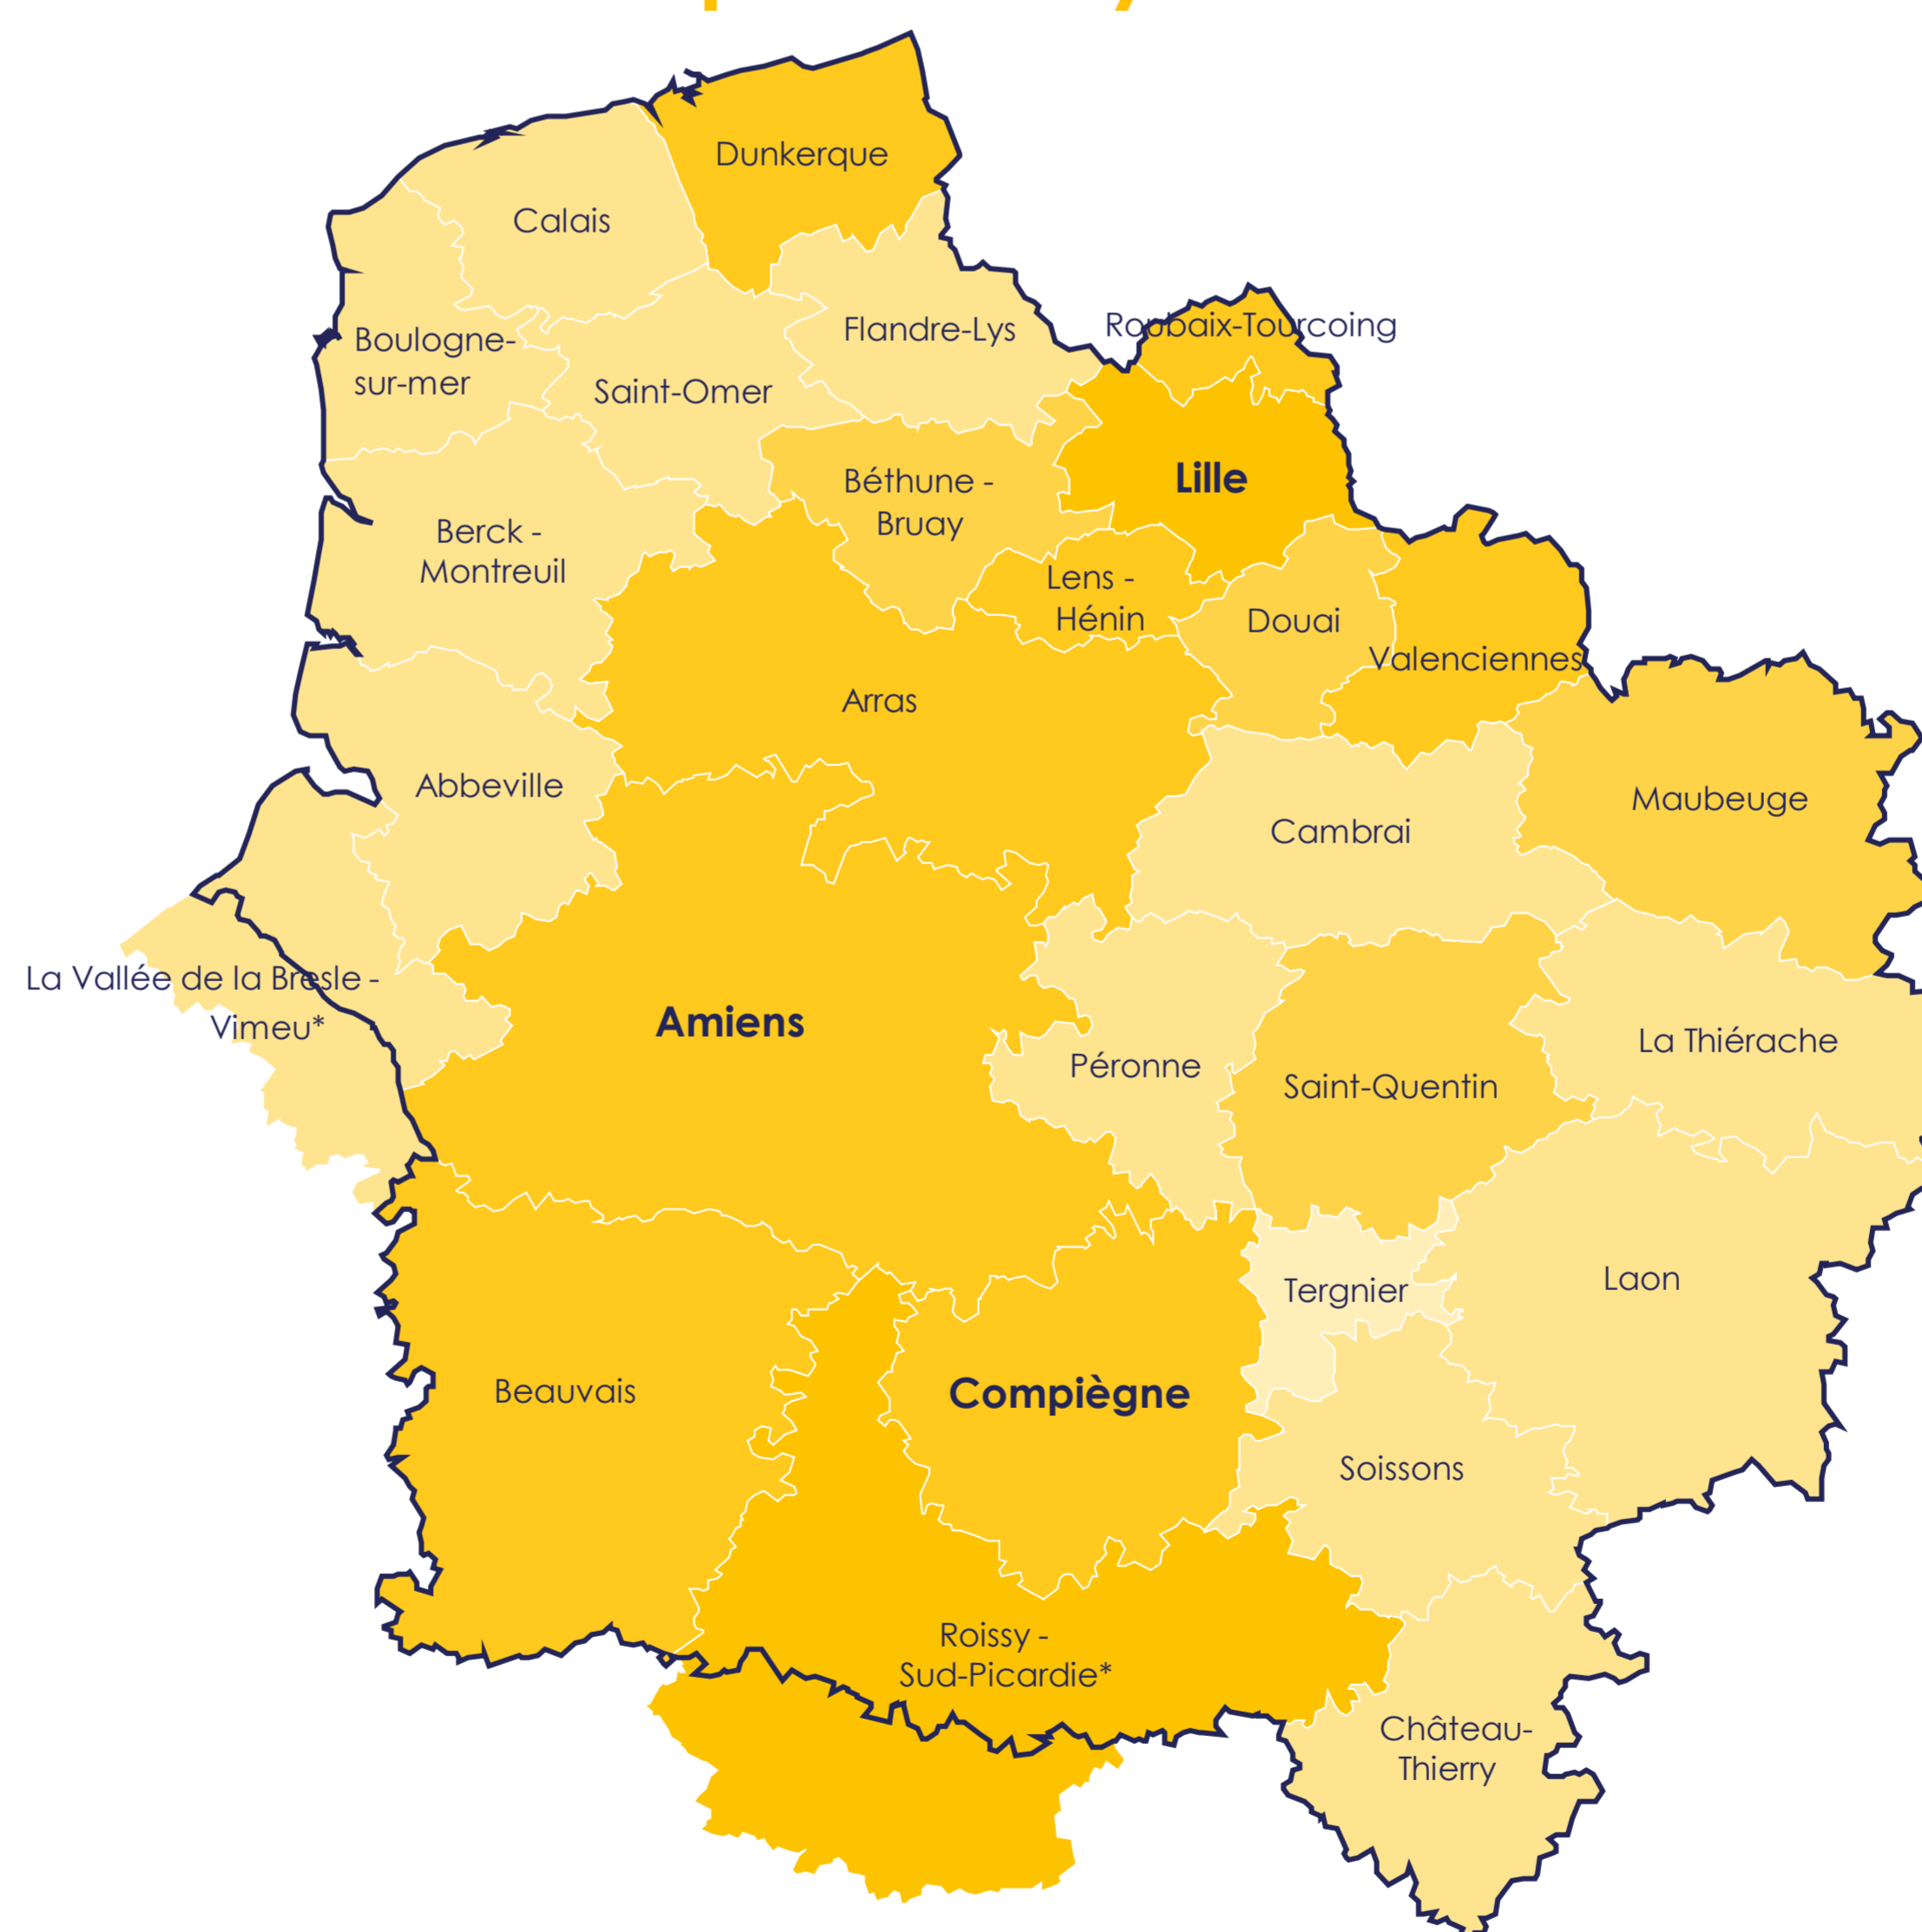 Dunkerque
Calais
Roubaix-Tourcoing
Flandre-Lys
Boulogne-
sur-mer
Saint-Omer
Lille
Béthune -
Bruay
Berck -
Montreuil
Lens -
Hénin
Douai
Valenciennes
Arras
Abbeville
Maubeuge
Cambrai
La Vallée de la Bresle -
Vimeu*
Amiens
La Thiérache
Péronne
Saint-Quentin
Laon
Tergnier
Beauvais
Compiègne
Soissons
Roissy -
Sud-Picardie*
Château-
Thierry